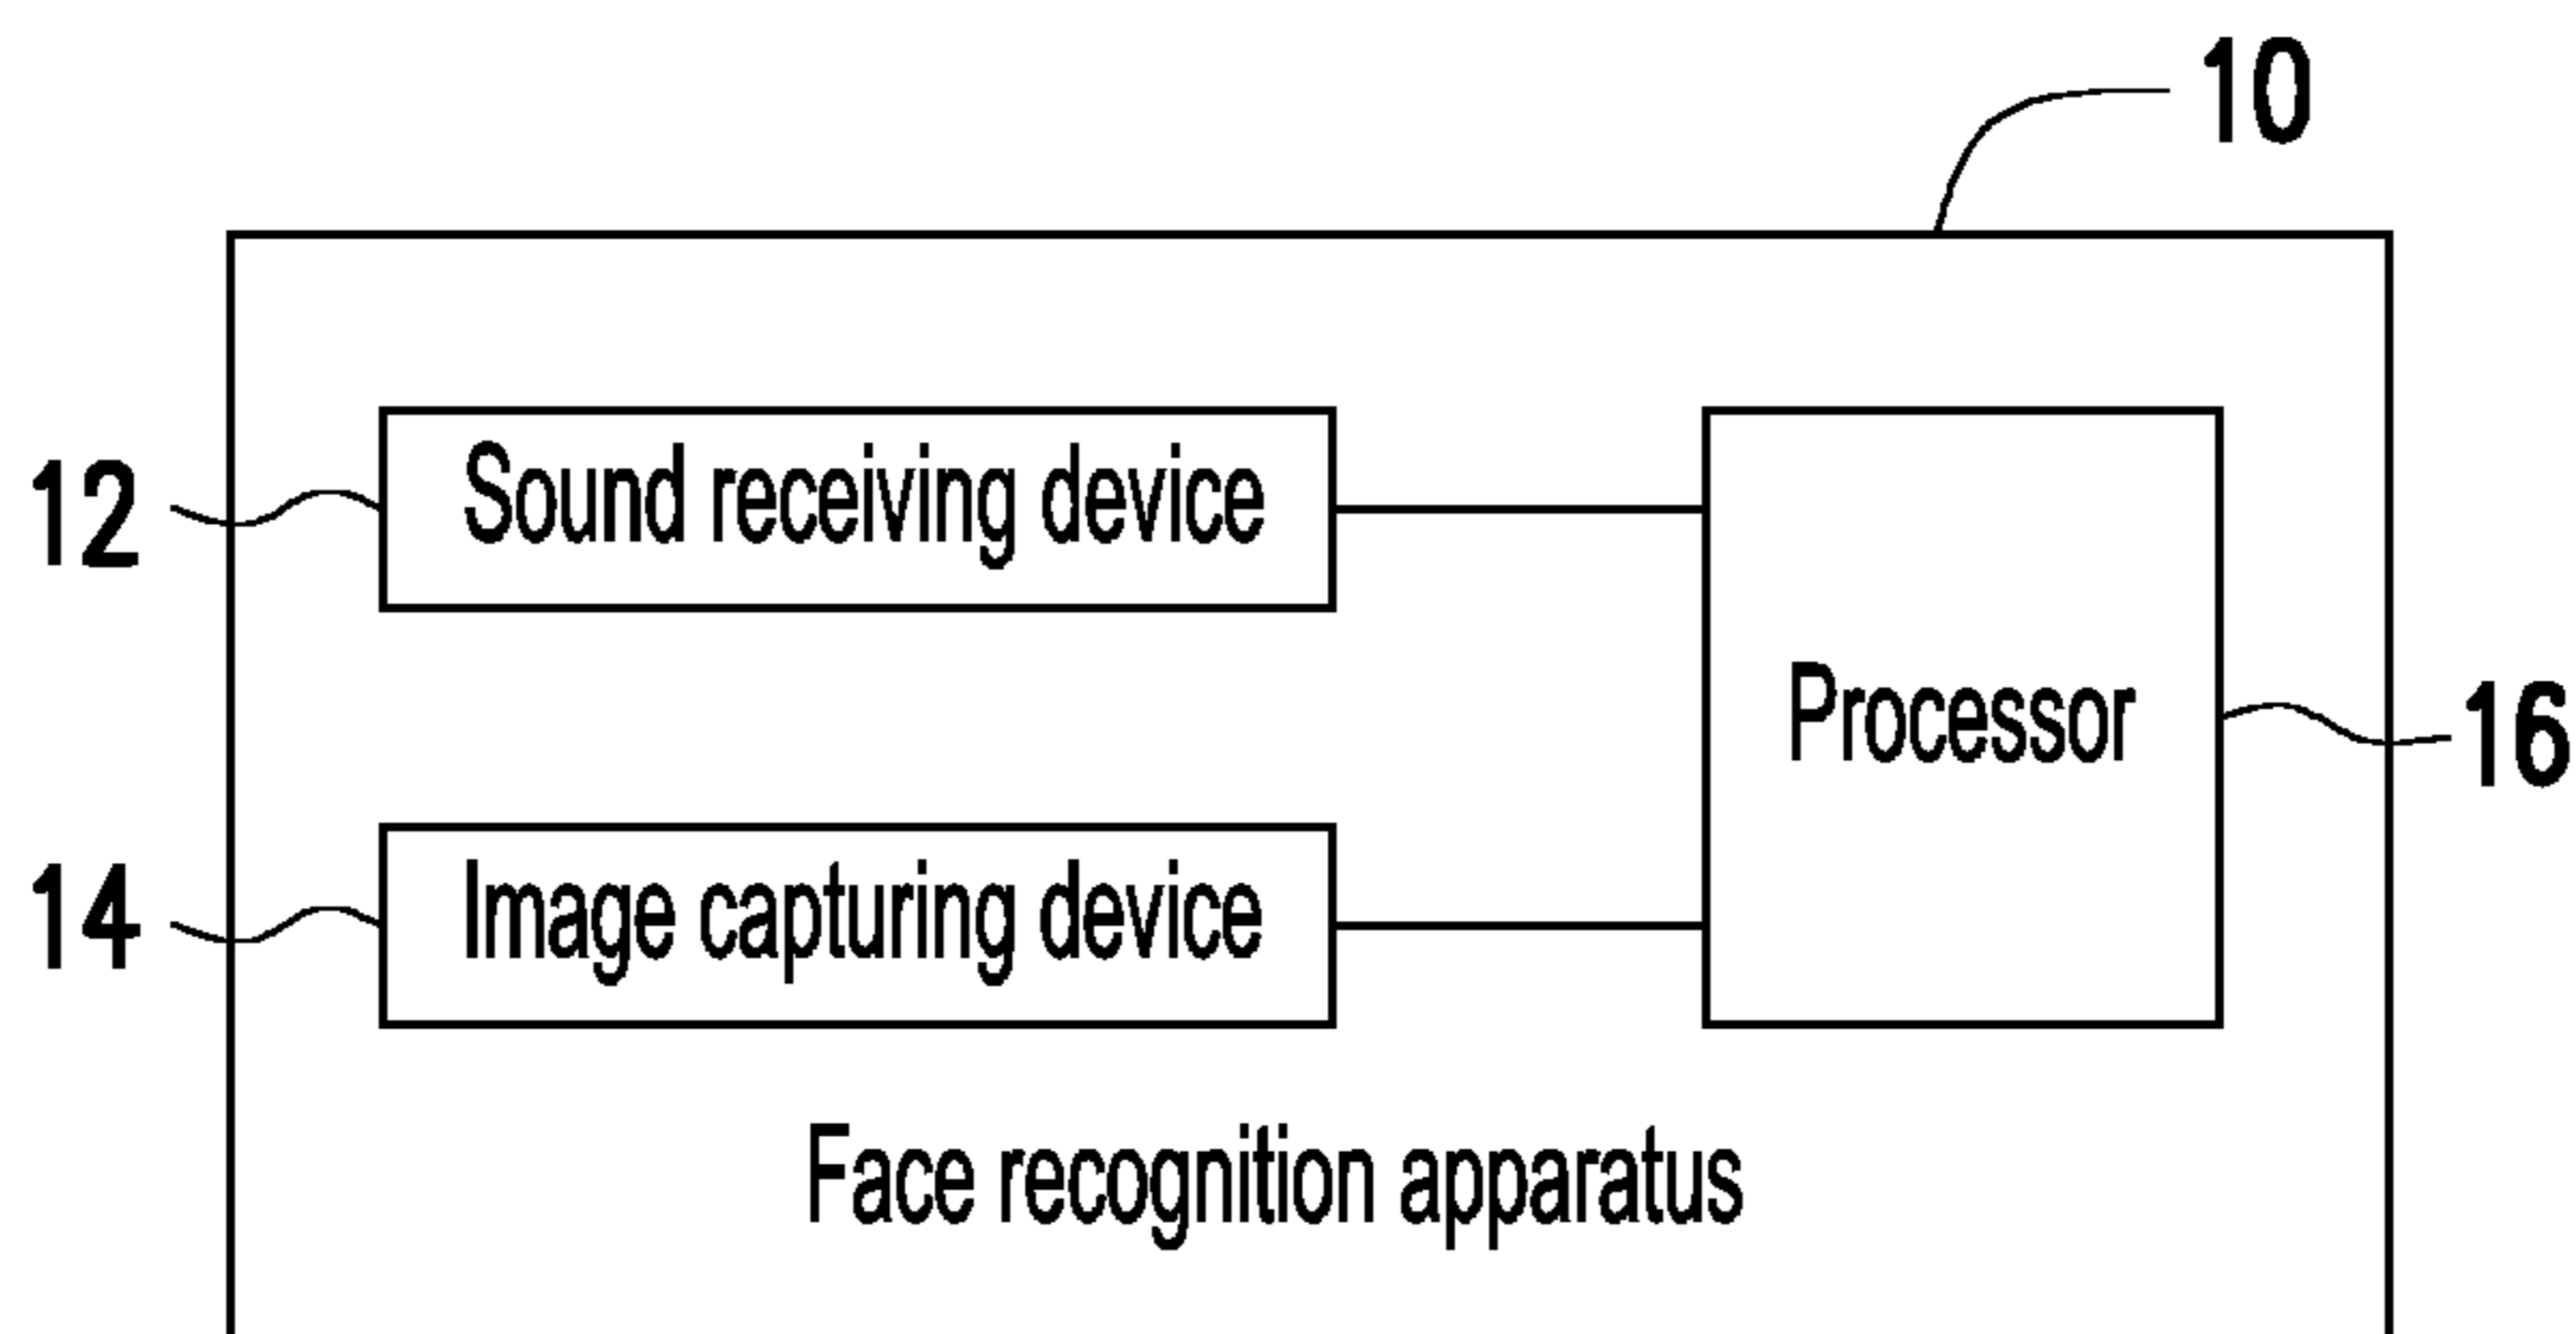 10
12
Sound receiving device
Processor
16
14
Image capturing device
Face recognition apparatus